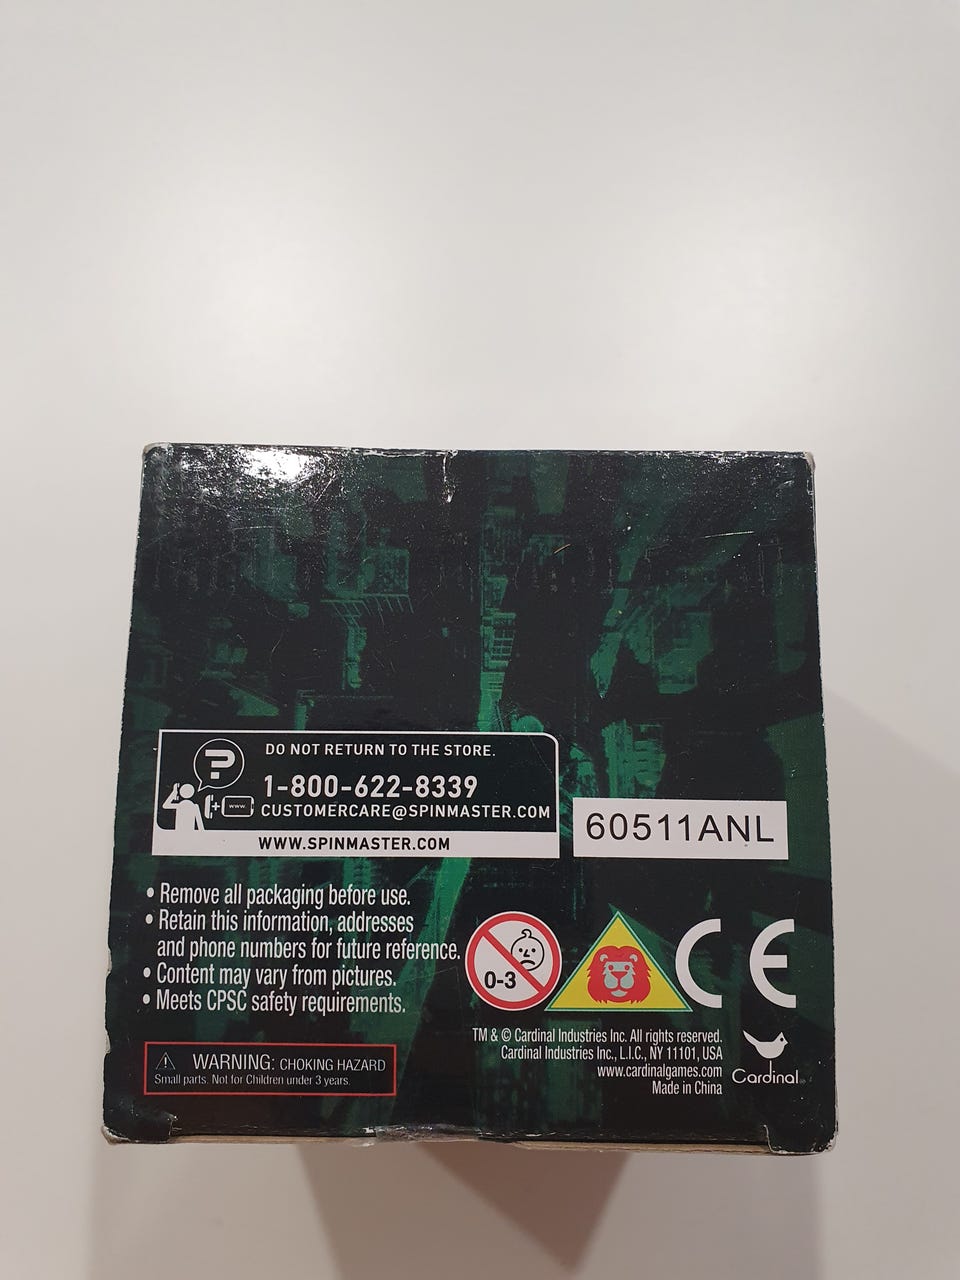 ?
DO NOT RETURN TO THE STORE.
1-800-622-8339
+ www.
CUSTOMERCARE@SPINMASTER.COM
WWW.SPINMASTER.COM
60511ANL
• Remove all packaging before use.
• Retain this information, addresses
and phone numbers for future reference.
• Content may vary from pictures.
• Meets CPSC safety requirements.
0-3
CE
⚠ WARNING: CHOKING HAZARD
Small parts. Not for Children under 3 years.
TM & © Cardinal Industries Inc. All rights reserved.
Cardinal Industries Inc., L.I.C., NY 11101, USA
www.cardinalgames.com
Made in China
Cardinal